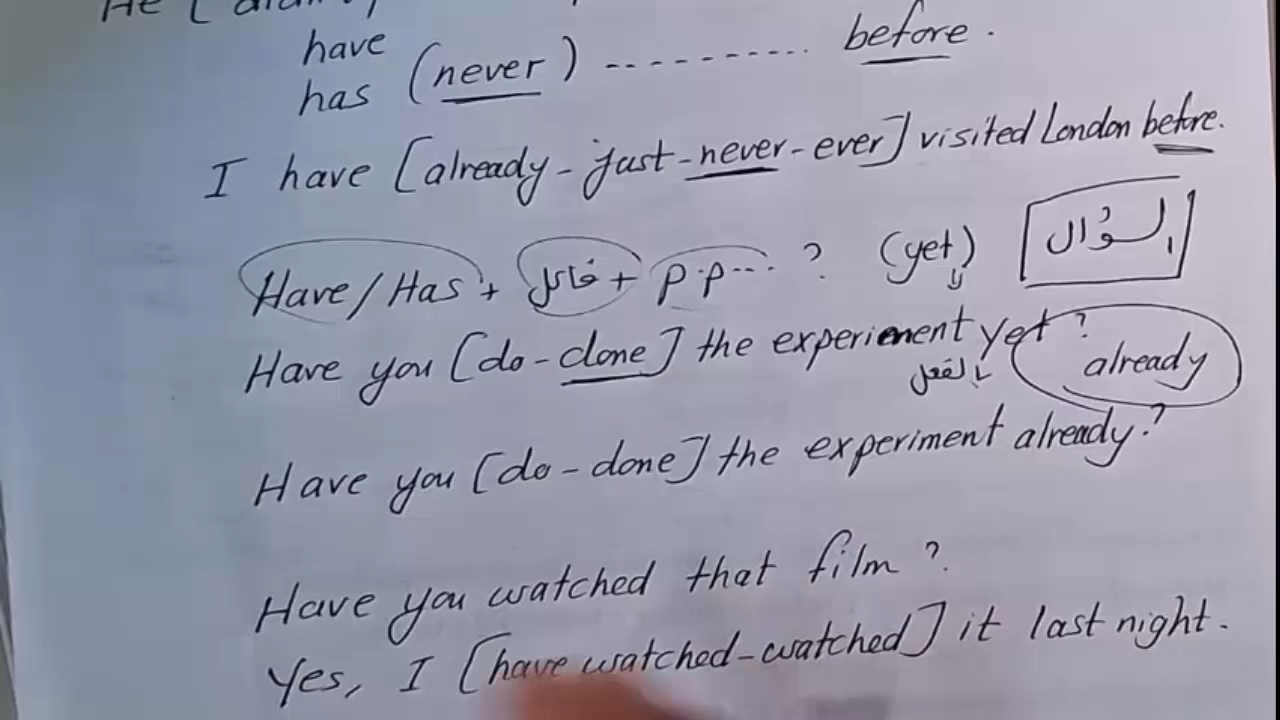 He [
have
has (never) ---------- before.
I have [already - just - never - ever] visited London before.
Have / Has + فاعل + p.p... ? (yet) السؤال
Have you [do - done] the experiment yet ? already
بالفعل
Have you [do - done] the experiment already ?
Have you watched that film ?
Yes, I [have watched - watched] it last night.